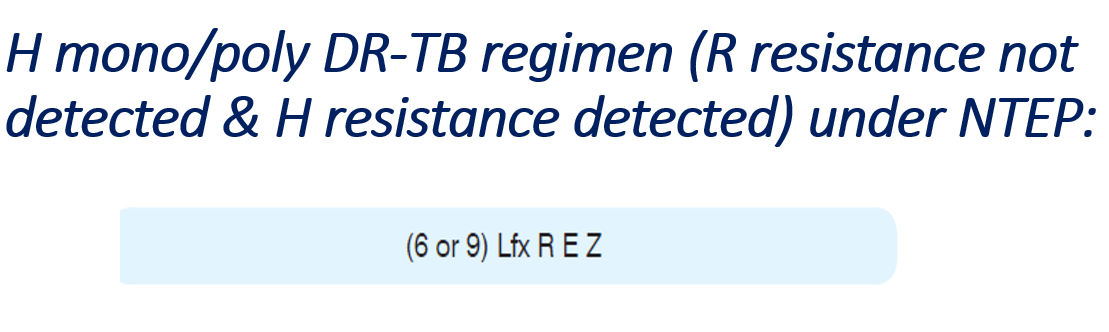 H mono/poly DR-TB regimen (R resistance not
detected & H resistance detected) under NTEP:
(6 or 9) Lfx R E Z